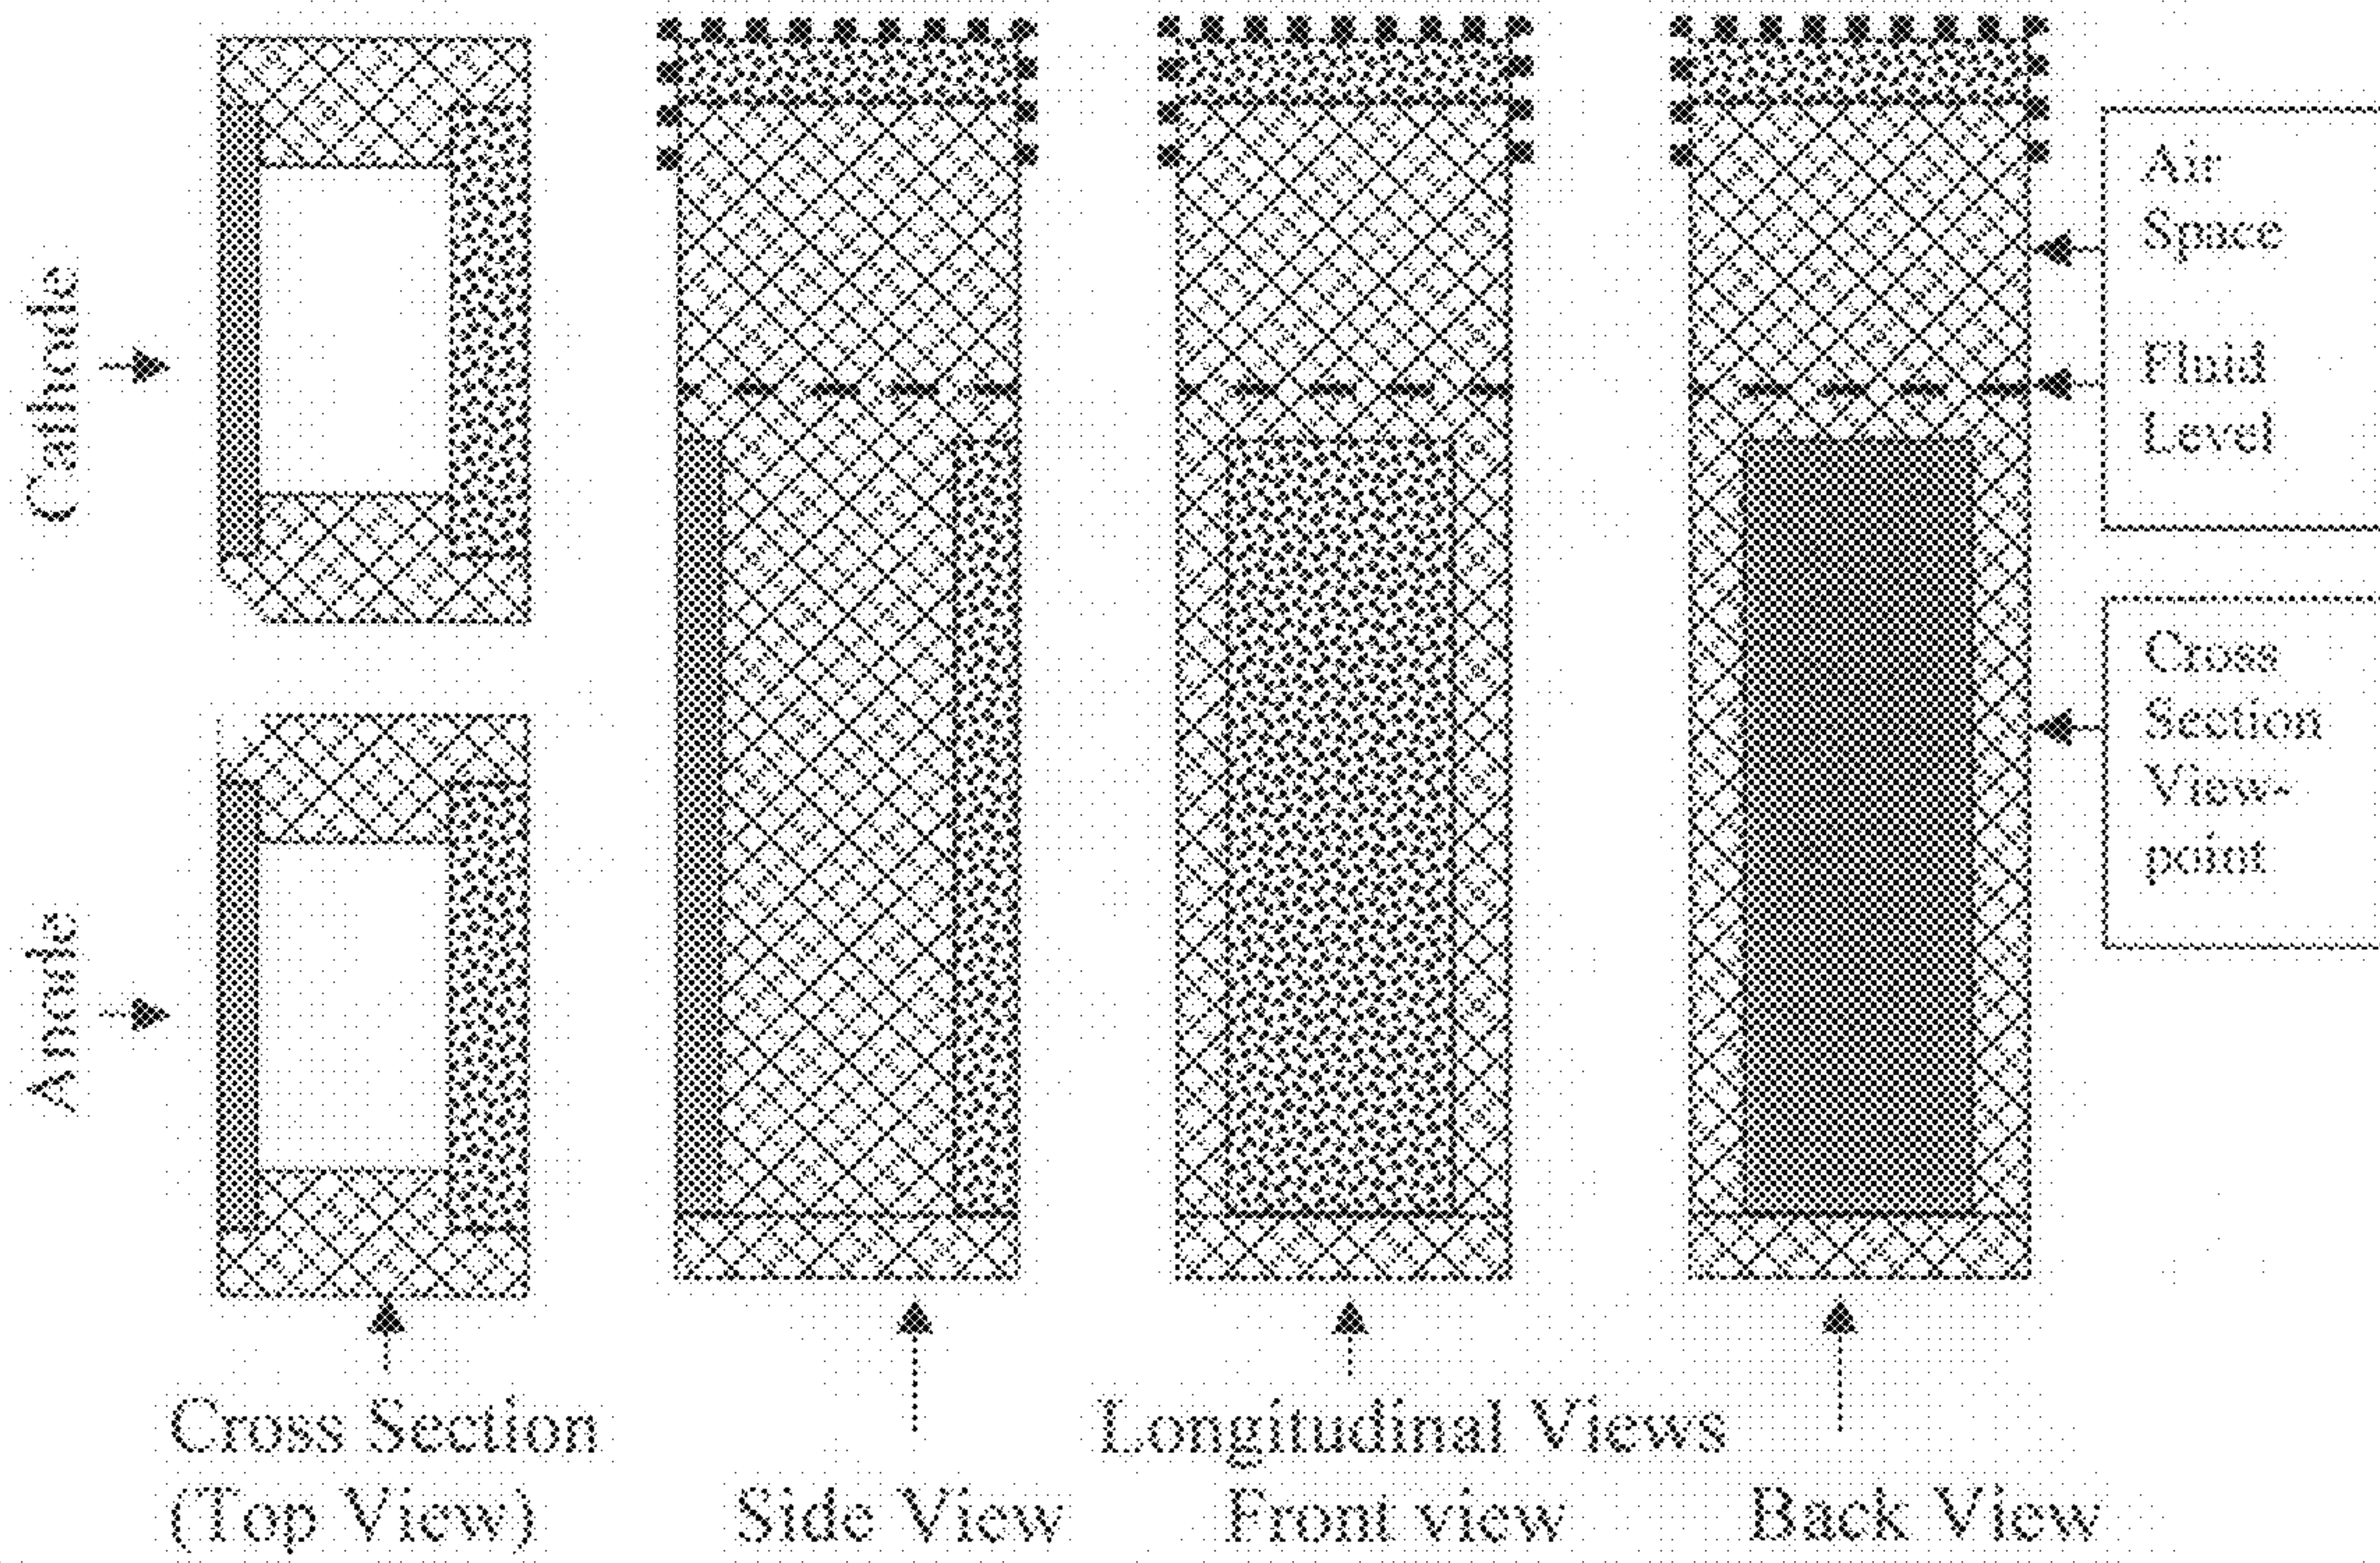 Cathode
Anode
Air
Space
Fluid
Level
Cross
Section
View-
point
Cross Section
(Top View)
Side View
Longitudinal Views
Front view
Back View